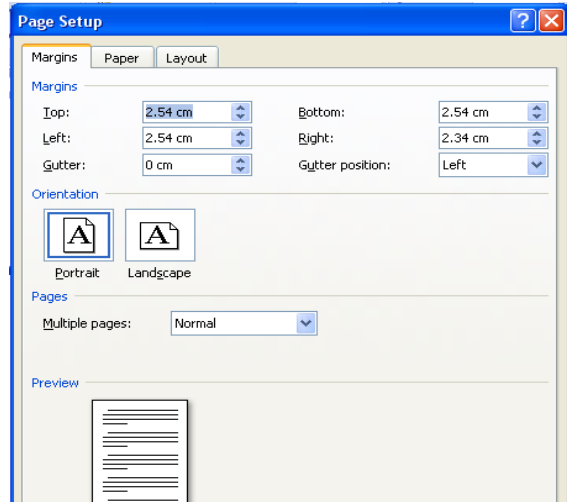 Page Setup
Margins Paper Layout
Margins
Top: 2.54 cm Bottom: 2.54 cm
Left: 2.54 cm Right: 2.34 cm
Gutter: 0 cm Gutter position: Left
Orientation
A A
Portrait Landscape
Pages
Multiple pages: Normal
Preview